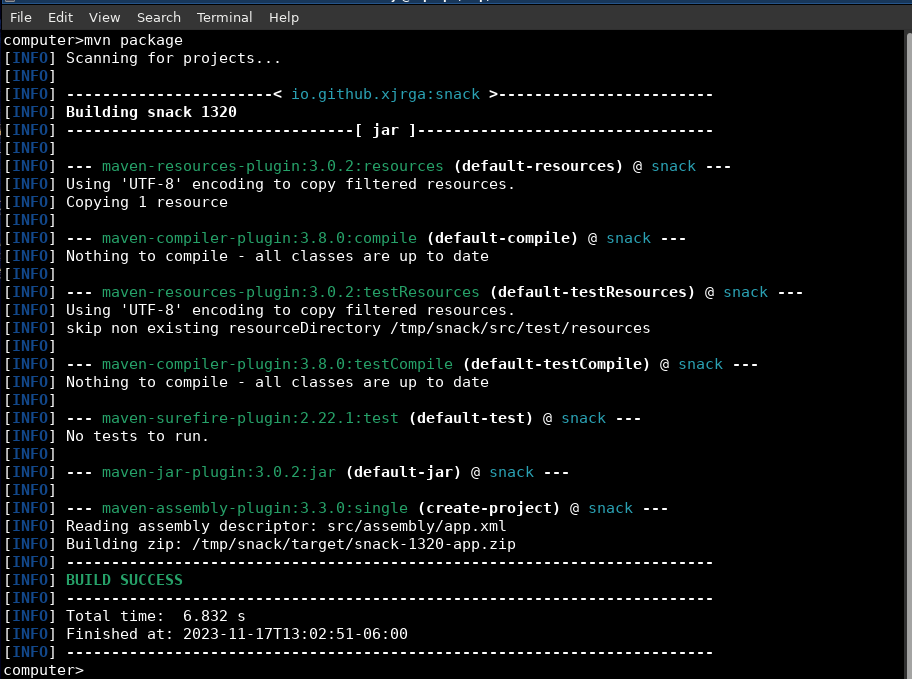 File Edit View Search Terminal Help
computer>mvn package
[INFO] Scanning for projects...
[INFO]
[INFO] -----------------------< io.github.xjrga:snack >------------------------
[INFO] Building snack 1320
[INFO] --------------------------------[ jar ]---------------------------------
[INFO]
[INFO] --- maven-resources-plugin:3.0.2:resources (default-resources) @ snack ---
[INFO] Using 'UTF-8' encoding to copy filtered resources.
[INFO] Copying 1 resource
[INFO]
[INFO] --- maven-compiler-plugin:3.8.0:compile (default-compile) @ snack ---
[INFO] Nothing to compile - all classes are up to date
[INFO]
[INFO] --- maven-resources-plugin:3.0.2:testResources (default-testResources) @ snack ---
[INFO] Using 'UTF-8' encoding to copy filtered resources.
[INFO] skip non existing resourceDirectory /tmp/snack/src/test/resources
[INFO]
[INFO] --- maven-compiler-plugin:3.8.0:testCompile (default-testCompile) @ snack ---
[INFO] Nothing to compile - all classes are up to date
[INFO]
[INFO] --- maven-surefire-plugin:2.22.1:test (default-test) @ snack ---
[INFO] No tests to run.
[INFO]
[INFO] --- maven-jar-plugin:3.0.2:jar (default-jar) @ snack ---
[INFO]
[INFO] --- maven-assembly-plugin:3.3.0:single (create-project) @ snack ---
[INFO] Reading assembly descriptor: src/assembly/app.xml
[INFO] Building zip: /tmp/snack/target/snack-1320-app.zip
[INFO] ------------------------------------------------------------------------
[INFO] BUILD SUCCESS
[INFO] ------------------------------------------------------------------------
[INFO] Total time:  6.832 s
[INFO] Finished at: 2023-11-17T13:02:51-06:00
[INFO] ------------------------------------------------------------------------
computer>